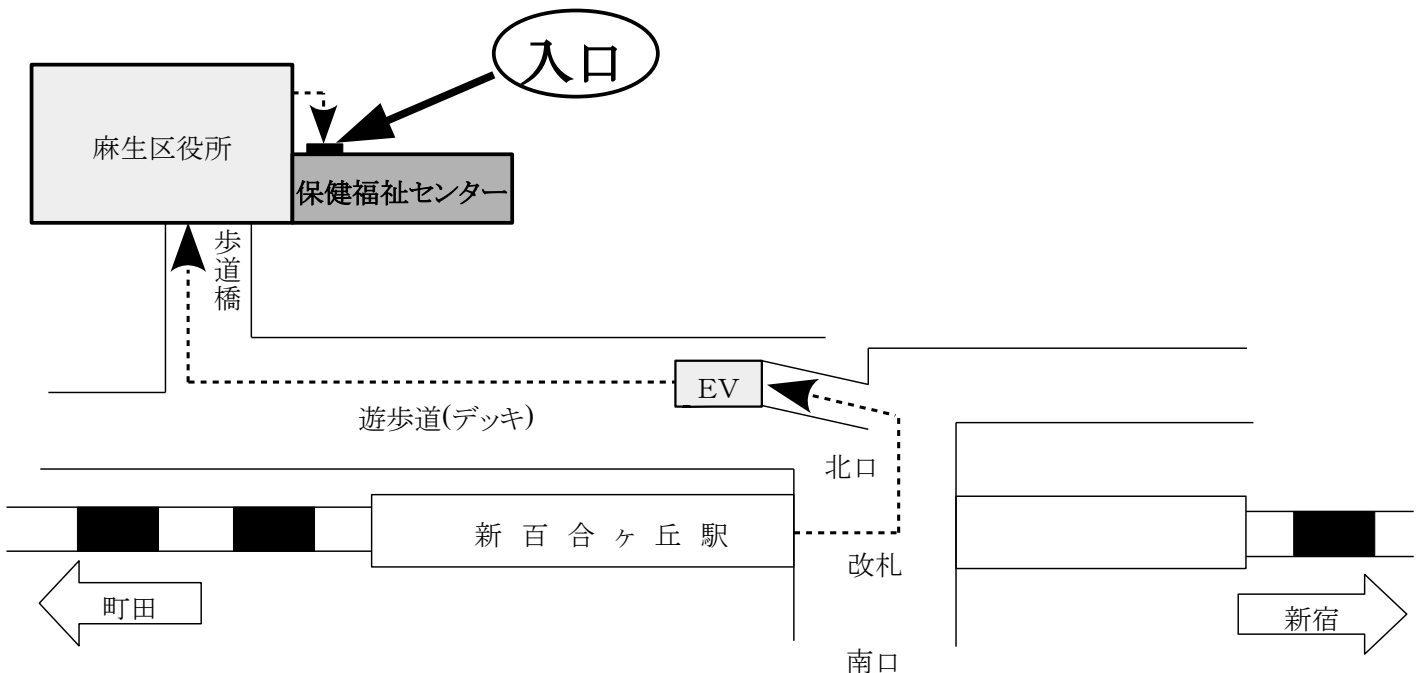 入口
麻生区役所
保健福祉センター
歩道橋
EV
遊歩道(デッキ)
北口
新百合ヶ丘駅
改札
町田
新宿
南口